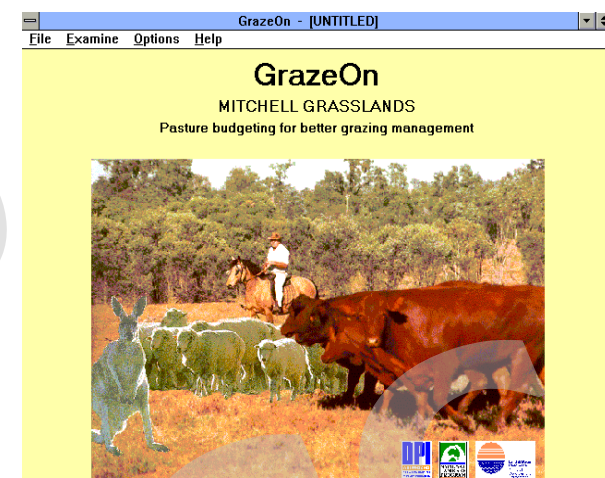 GrazeOn - [UNTITLED]
File Examine Options Help
GrazeOn
MITCHELL GRASSLANDS
Pasture budgeting for better grazing management
DPI